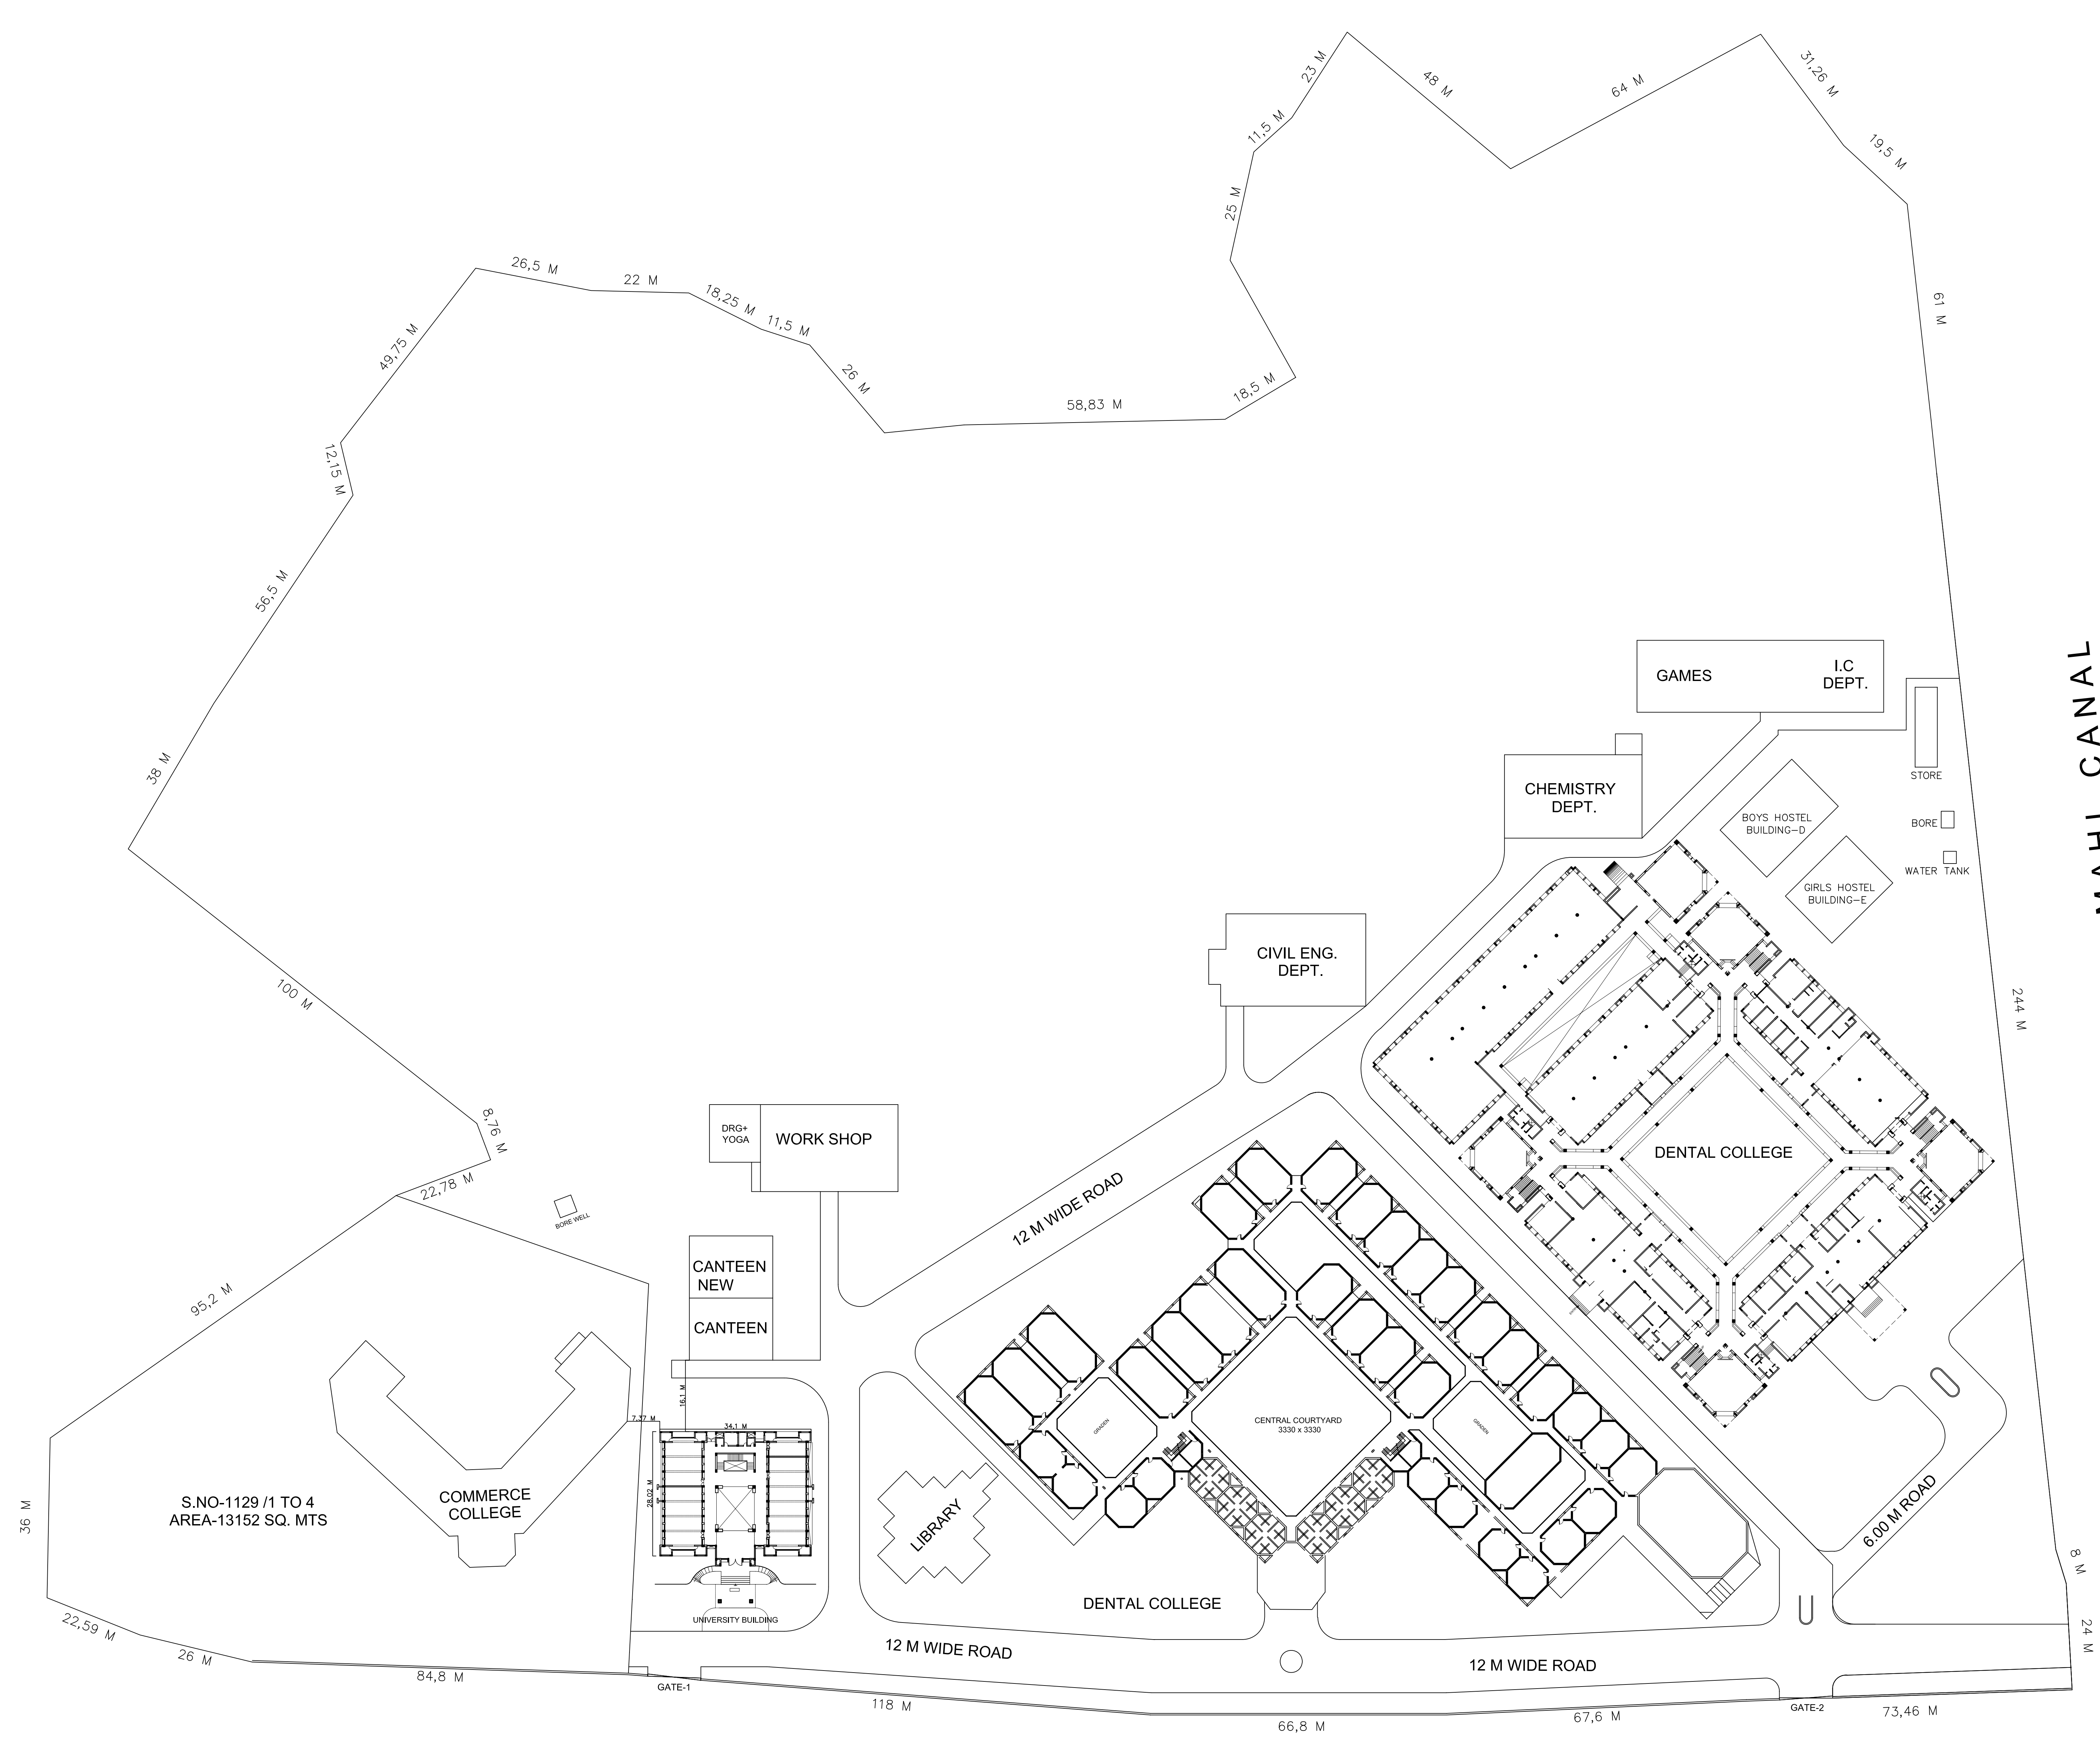 23 M
48 M
64 M
31,26 M
11,5 M
19,5 M
25 M
26,5 M
22 M
18,25 M
11,5 M
61 M
49,75 M
26 M
58,83 M
18,5 M
12,15 M
56,5 M
38 M
100 M
MAHI CANAL
GAMES
I.C
DEPT.
STORE
CHEMISTRY
DEPT.
BOYS HOSTEL
BUILDING-D
BORE
WATER TANK
GIRLS HOSTEL
BUILDING-E
CIVIL ENG.
DEPT.
244 M
8,76 M
22,78 M
BORE WELL
DRG+
YOGA
WORK SHOP
12 M WIDE ROAD
DENTAL COLLEGE
CANTEEN
NEW
CANTEEN
95,2 M
16,1 M
7,37 M
34,1 M
28,02 M
GRADEN
CENTRAL COURTYARD
3330 x 3330
GRADEN
COMMERCE
COLLEGE
S.NO-1129 /1 TO 4
AREA-13152 SQ. MTS
36 M
LIBRARY
6.00 M ROAD
8 M
DENTAL COLLEGE
UNIVERSITY BUILDING
22,59 M
26 M
84,8 M
12 M WIDE ROAD
12 M WIDE ROAD
24 M
GATE-1
118 M
66,8 M
67,6 M
GATE-2
73,46 M